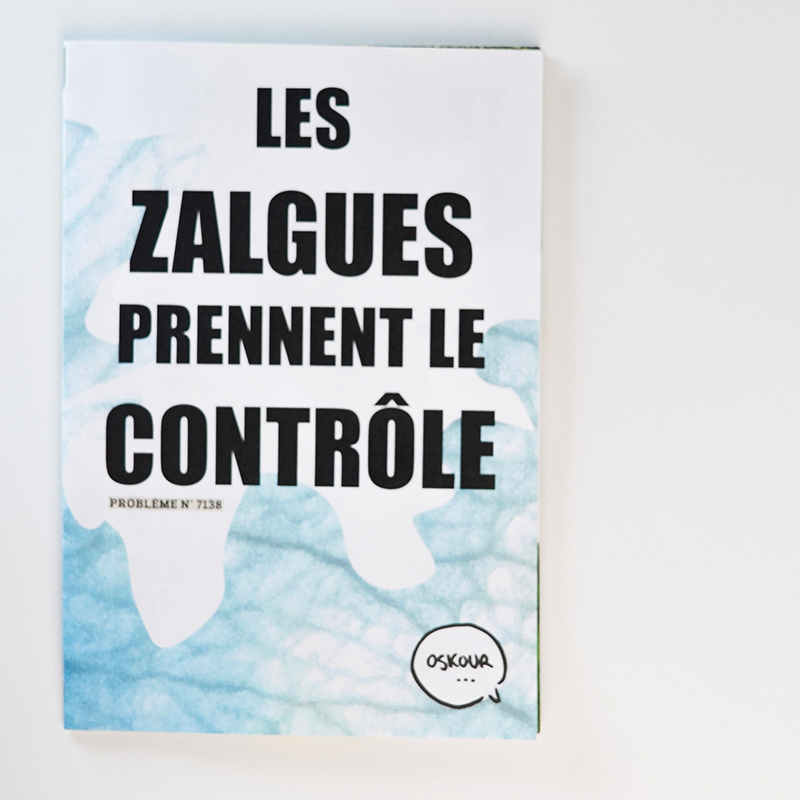 LES
ZALGUES
PRENNENT LE
CONTRÔLE
PROBLÈME N° 7138
OSKOUR
...